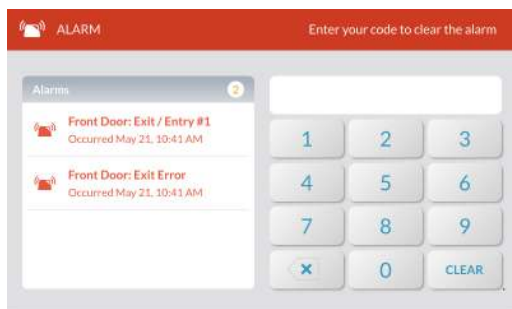 ALARM
Enter your code to clear the alarm
Alarms 2
Front Door: Exit / Entry #1
Occurred May 21, 10:41 AM
Front Door: Exit Error
Occurred May 21, 10:41 AM
1 2 3
4 5 6
7 8 9
0 CLEAR